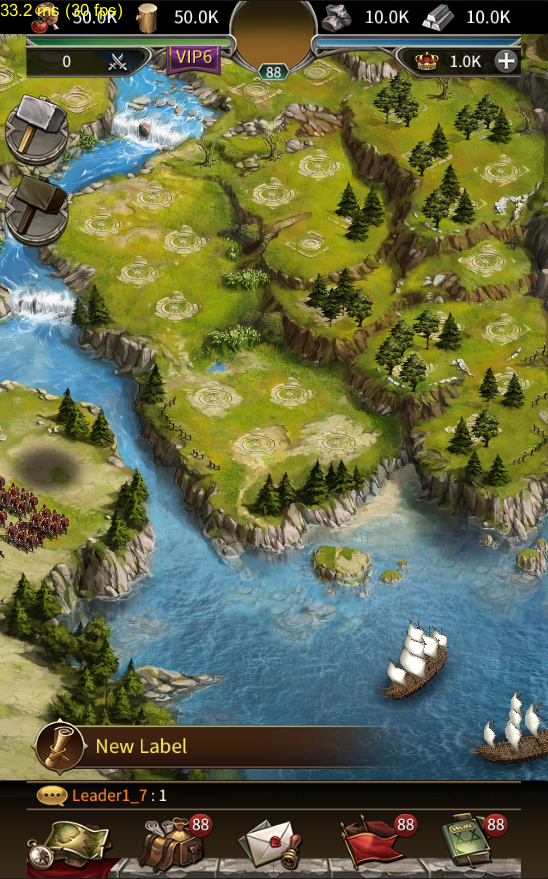 33.2 ms (30 fps)
50.0K 50.0K 10.0K 10.0K
0 VIP6 88 1.0K
New Label
Leader1_7 : 1
88 88 88